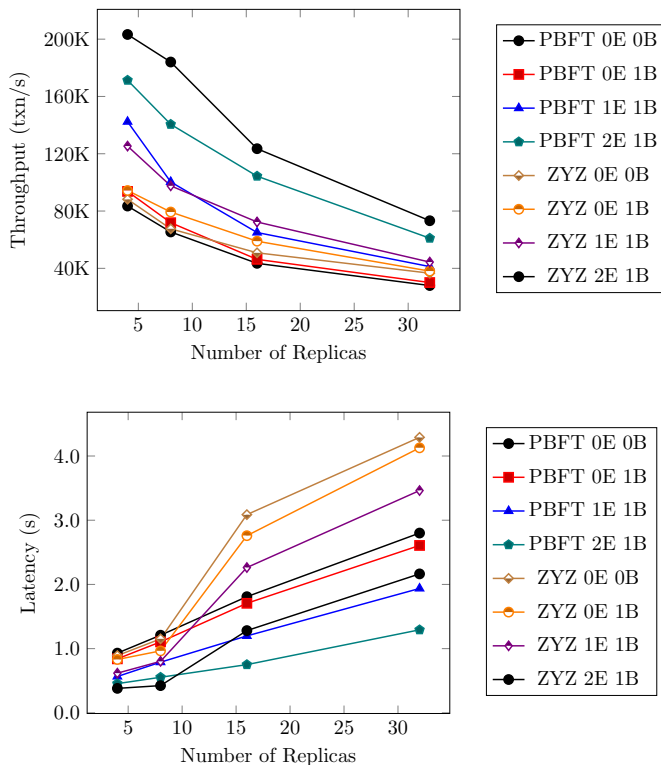 200K
160K
120K
80K
40K
Throughput (txn/s)
5 10 15 20 25 30
Number of Replicas
PBFT 0E 0B
PBFT 0E 1B
PBFT 1E 1B
PBFT 2E 1B
ZYZ 0E 0B
ZYZ 0E 1B
ZYZ 1E 1B
ZYZ 2E 1B
4.0
3.0
2.0
1.0
0.0
Latency (s)
5 10 15 20 25 30
Number of Replicas
PBFT 0E 0B
PBFT 0E 1B
PBFT 1E 1B
PBFT 2E 1B
ZYZ 0E 0B
ZYZ 0E 1B
ZYZ 1E 1B
ZYZ 2E 1B